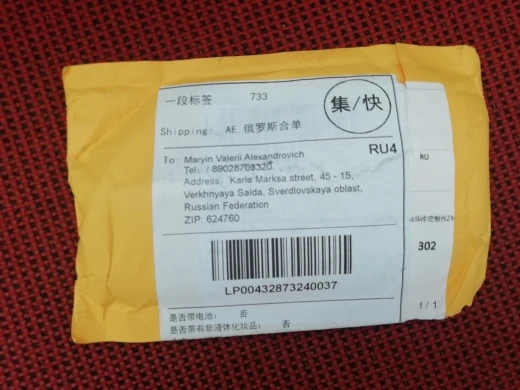 一段标签 733
集/快
Shipping: AE 俄罗斯合单
RU4
To: Maryin Valerii Alexandrovich
Tel: 89028703320
Address: Karla Marksa street, 45 - 15,
Verkhnyaya Salda, Sverdlovskaya oblast,
Russian Federation
ZIP: 624760
LP00432873240037
是否带电池: 否
是否带有非液体化妆品: 否
RU
302
1 / 1